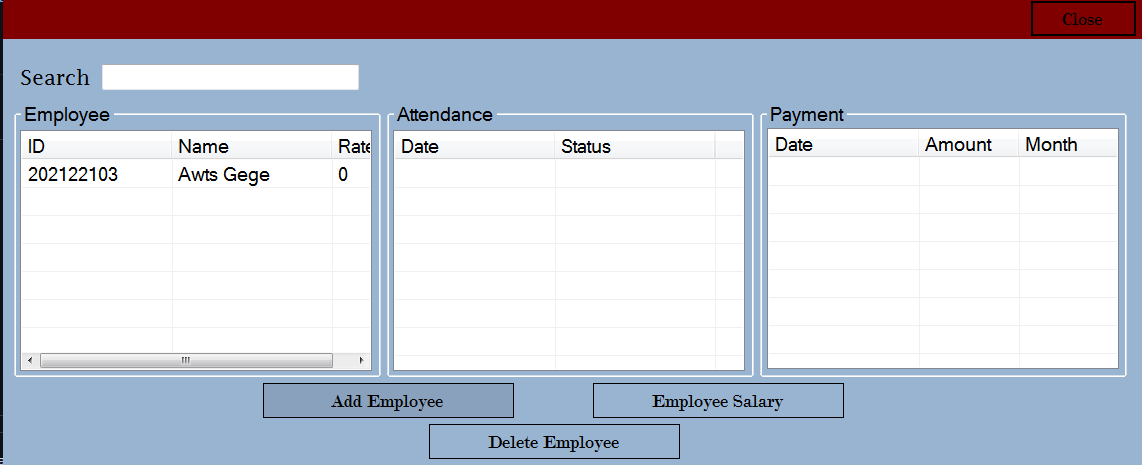 Close
Search
Employee Attendance Payment
ID Name Rate Date Status Date Amount Month
202122103 Awts Gege 0
Add Employee Employee Salary
Delete Employee